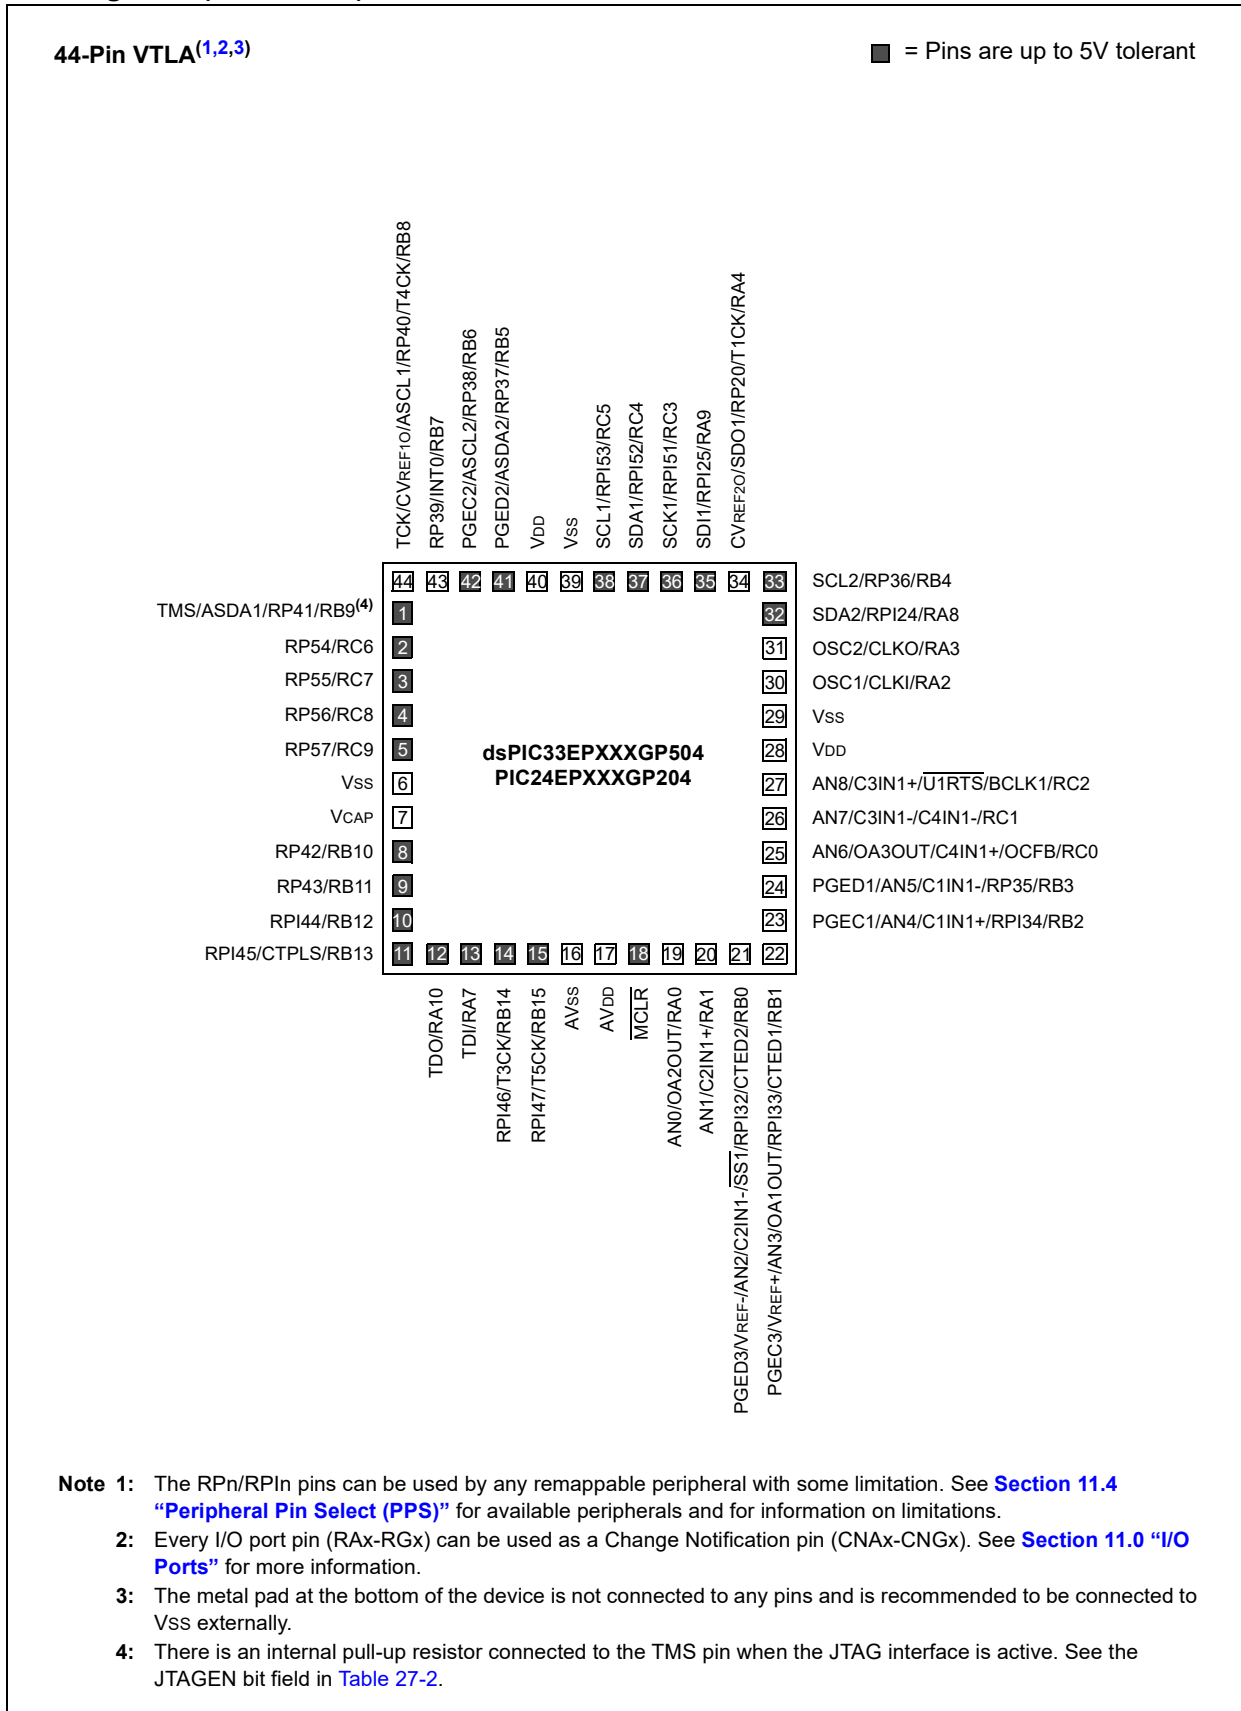 44-Pin VTLA(1,2,3)
= Pins are up to 5V tolerant
TCK/CVREF1O/ASCL1/RP40/T4CK/RB8
RP39/INT0/RB7
PGEC2/ASCL2/RP38/RB6
PGED2/ASDA2/RP37/RB5
VDD
VSS
SCL1/RPI53/RC5
SDA1/RPI52/RC4
SCK1/RPI51/RC3
SDI1/RPI25/RA9
CVREF2O/SDO1/RP20/T1CK/RA4
44 43 42 41 40 39 38 37 36 35 34 33 SCL2/RP36/RB4
TMS/ASDA1/RP41/RB9(4) 1 32 SDA2/RPI24/RA8
RP54/RC6 2 31 OSC2/CLKO/RA3
RP55/RC7 3 30 OSC1/CLKI/RA2
RP56/RC8 4 29 VSS
RP57/RC9 5 28 VDD
dsPIC33EPXXXGP504
PIC24EPXXXGP204
VSS 6 27 AN8/C3IN1+/U1RTS/BCLK1/RC2
VCAP 7 26 AN7/C3IN1-/C4IN1-/RC1
RP42/RB10 8 25 AN6/OA3OUT/C4IN1+/OCFB/RC0
RP43/RB11 9 24 PGED1/AN5/C1IN1-/RP35/RB3
RPI44/RB12 10 23 PGEC1/AN4/C1IN1+/RPI34/RB2
RPI45/CTPLS/RB13 11 12 13 14 15 16 17 18 19 20 21 22
TDO/RA10
TDI/RA7
RPI46/T3CK/RB14
RPI47/T5CK/RB15
AVSS
AVDD
MCLR
AN0/OA2OUT/RA0
AN1/C2IN1+/RA1
PGED3/VREF-/AN2/C2IN1-/SS1/RPI32/CTED2/RB0
PGEC3/VREF+/AN3/OA1OUT/RPI33/CTED1/RB1
Note 1: The RPn/RPIn pins can be used by any remappable peripheral with some limitation. See Section 11.4
“Peripheral Pin Select (PPS)” for available peripherals and for information on limitations.
2: Every I/O port pin (RAx-RGx) can be used as a Change Notification pin (CNAx-CNGx). See Section 11.0 “I/O
Ports” for more information.
3: The metal pad at the bottom of the device is not connected to any pins and is recommended to be connected to
VSS externally.
4: There is an internal pull-up resistor connected to the TMS pin when the JTAG interface is active. See the
JTAGEN bit field in Table 27-2.